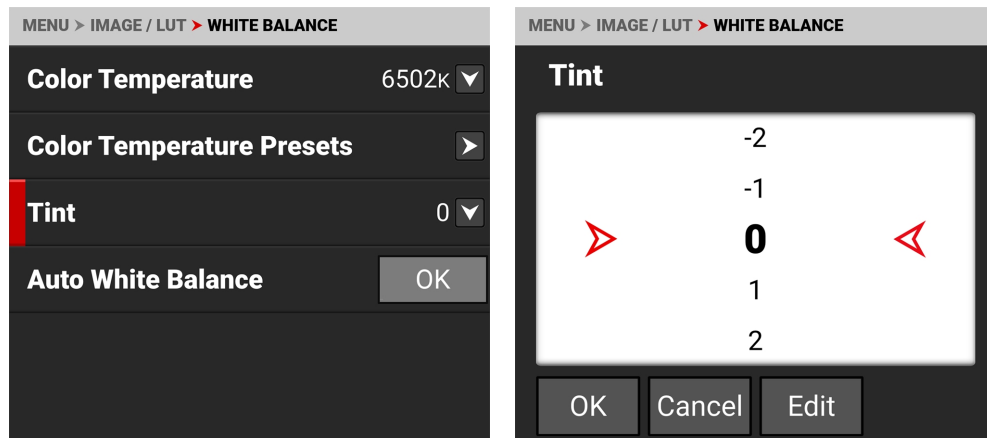 MENU > IMAGE / LUT > WHITE BALANCE
Color Temperature 6502K
Color Temperature Presets
Tint 0
Auto White Balance OK
MENU > IMAGE / LUT > WHITE BALANCE
Tint
-2
-1
0
1
2
OK Cancel Edit